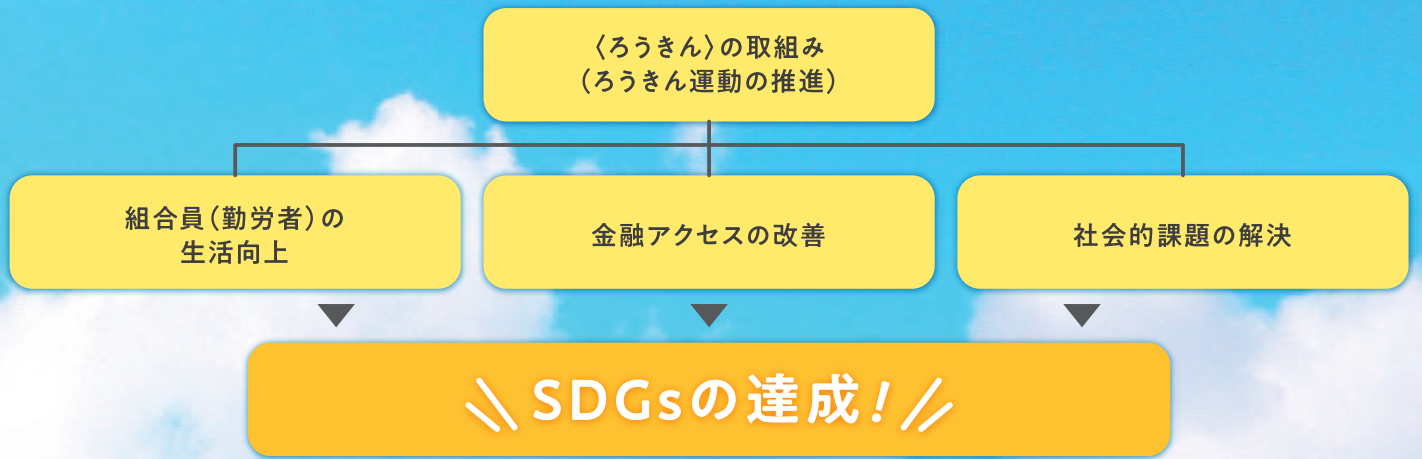 〈ろうきん〉の取組み
（ろうきん運動の推進）
組合員（勤労者）の
生活向上
金融アクセスの改善
社会的課題の解決
SDGsの達成!